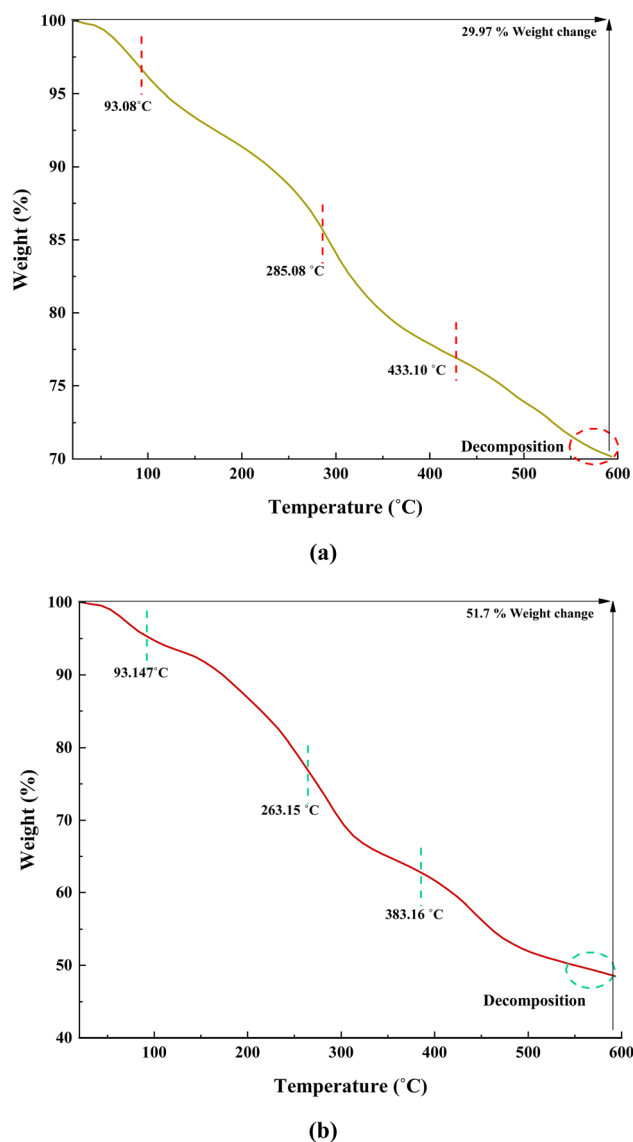 100
29.97 % Weight change
95
93.08˚C
90
85
285.08 ˚C
80
433.10 ˚C
75
Decomposition
70
100 200 300 400 500 600
Weight (%)
Temperature (˚C)
(a)
100
51.7 % Weight change
90
93.147˚C
80
263.15 ˚C
70
60
383.16 ˚C
50
Decomposition
40
100 200 300 400 500 600
Weight (%)
Temperature (˚C)
(b)